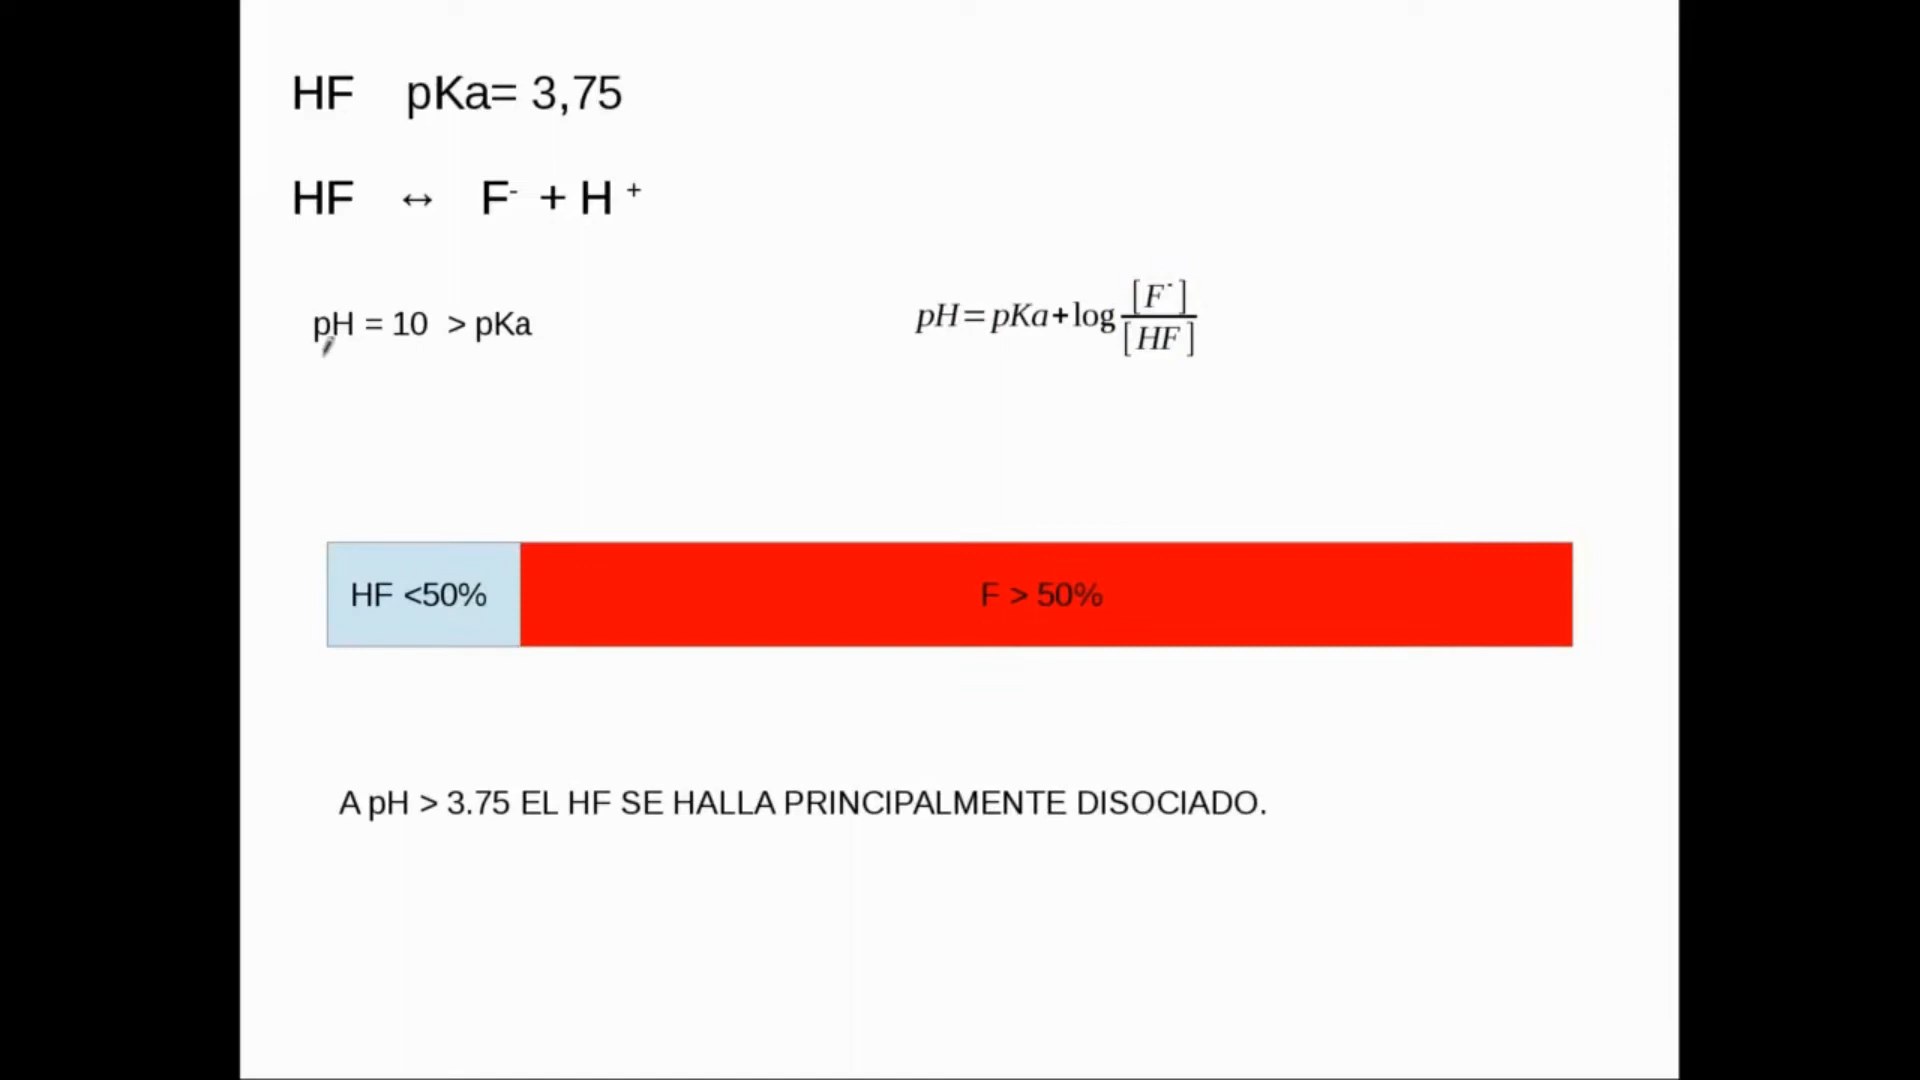 HF pKa= 3,75
HF ↔ F⁻ + H ⁺
pH = 10 > pKa
pH=pKa+log [F⁻]/[HF]
HF <50%
F > 50%
A pH > 3.75 EL HF SE HALLA PRINCIPALMENTE DISOCIADO.